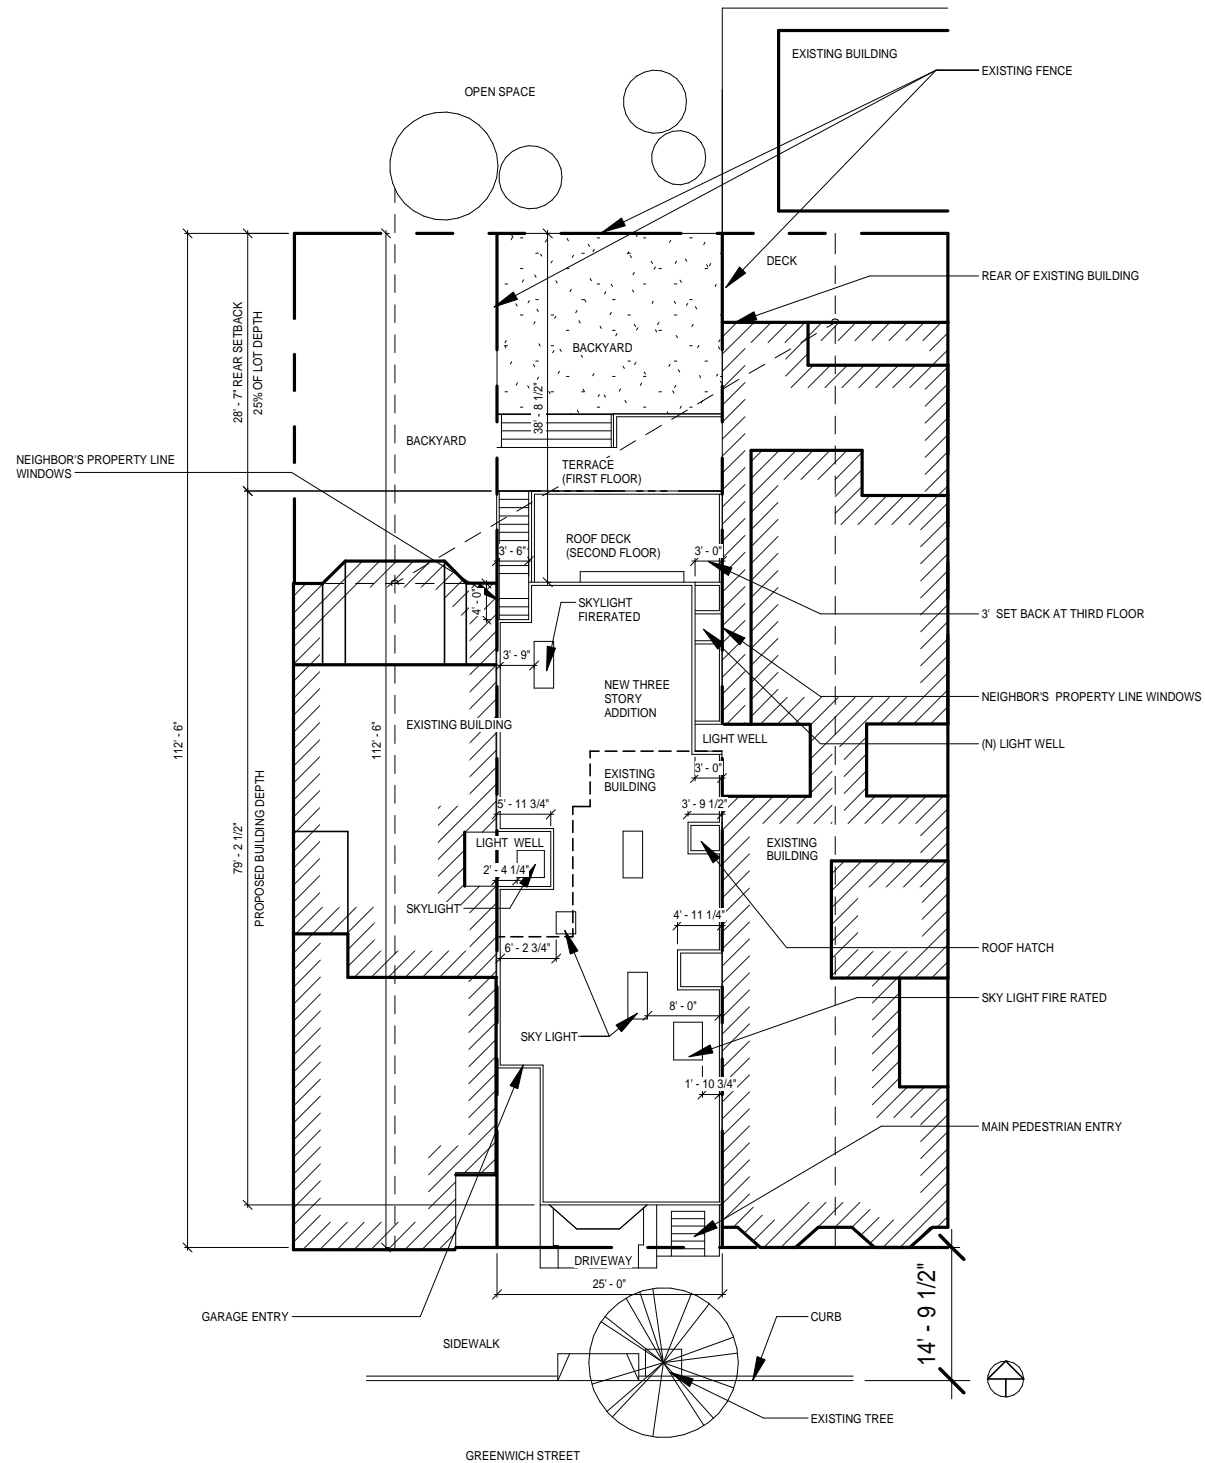 EXISTING BUILDING
EXISTING FENCE
OPEN SPACE
DECK
REAR OF EXISTING BUILDING
28' - 7" REAR SETBACK
25% OF LOT DEPTH
BACKYARD
38' - 8 1/2"
BACKYARD
NEIGHBOR'S PROPERTY LINE
WINDOWS
TERRACE
(FIRST FLOOR)
ROOF DECK
(SECOND FLOOR)
3' - 6"
3' - 0"
4' - 0"
SKYLIGHT
FIRERATED
3' SET BACK AT THIRD FLOOR
3' - 9"
NEW THREE
STORY
ADDITION
NEIGHBOR'S PROPERTY LINE WINDOWS
112' - 6"
112' - 6"
EXISTING BUILDING
LIGHT WELL
(N) LIGHT WELL
3' - 0"
EXISTING
BUILDING
5' - 11 3/4"
3' - 9 1/2"
PROPOSED BUILDING DEPTH
79' - 2 1/2"
LIGHT WELL
EXISTING
BUILDING
2' - 4 1/4"
SKYLIGHT
4' - 11 1/4"
6' - 2 3/4"
ROOF HATCH
8' - 0"
SKY LIGHT FIRE RATED
SKY LIGHT
1' - 10 3/4"
MAIN PEDESTRIAN ENTRY
DRIVEWAY
25' - 0"
14' - 9 1/2"
GARAGE ENTRY
CURB
SIDEWALK
EXISTING TREE
GREENWICH STREET